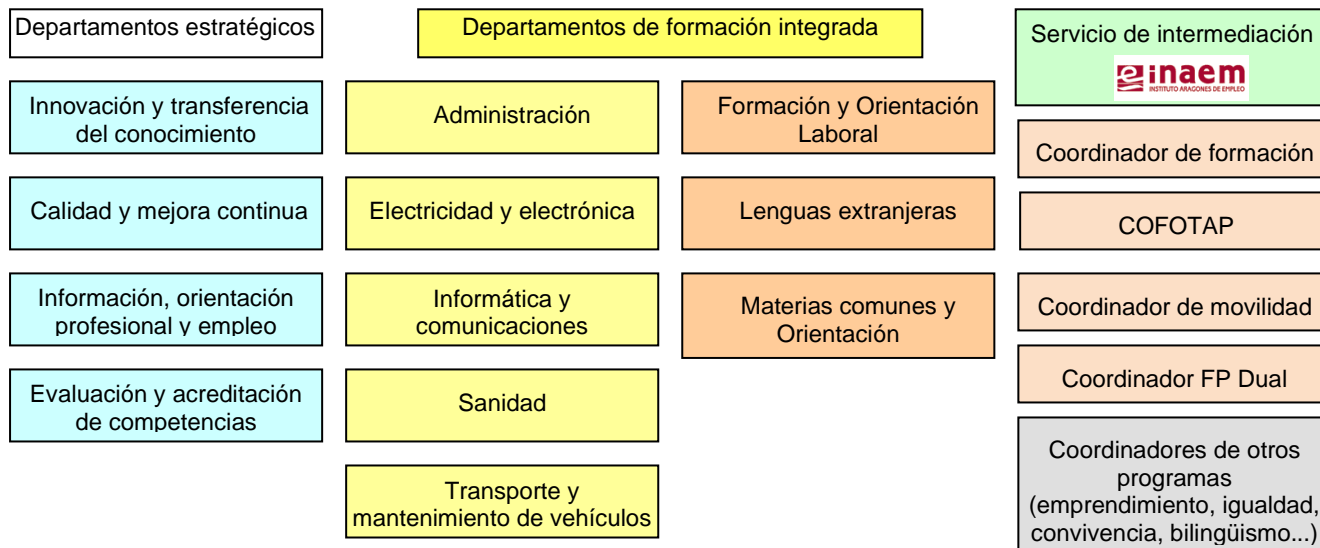 Departamentos estratégicos
Departamentos de formación integrada
Servicio de intermediación
inaem
INSTITUTO ARAGONES DE EMPLEO
Innovación y transferencia
del conocimiento
Calidad y mejora continua
Información, orientación
profesional y empleo
Evaluación y acreditación
de competencias
Administración
Electricidad y electrónica
Informática y
comunicaciones
Sanidad
Transporte y
mantenimiento de vehículos
Formación y Orientación
Laboral
Lenguas extranjeras
Materias comunes y
Orientación
Coordinador de formación
COFOTAP
Coordinador de movilidad
Coordinador FP Dual
Coordinadores de otros
programas
(emprendimiento, igualdad,
convivencia, bilingüismo...)